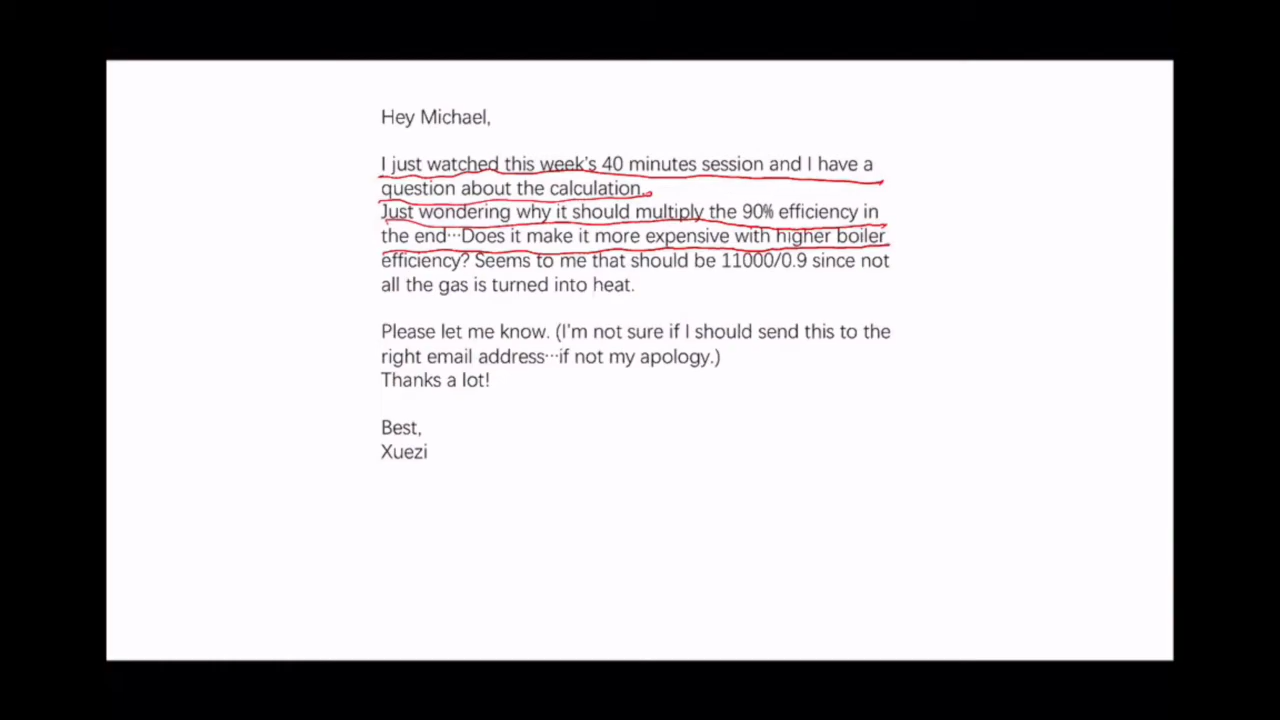 Hey Michael,
I just watched this week's 40 minutes session and I have a
question about the calculation.
Just wondering why it should multiply the 90% efficiency in
the end···Does it make it more expensive with higher boiler
efficiency? Seems to me that should be 11000/0.9 since not
all the gas is turned into heat.
Please let me know. (I'm not sure if I should send this to the
right email address···if not my apology.)
Thanks a lot!
Best,
Xuezi